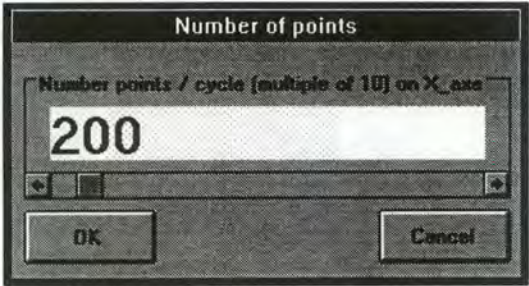 Number of points
Number points / cycle (multiple of 10) on X_axe
200
OK
Cancel